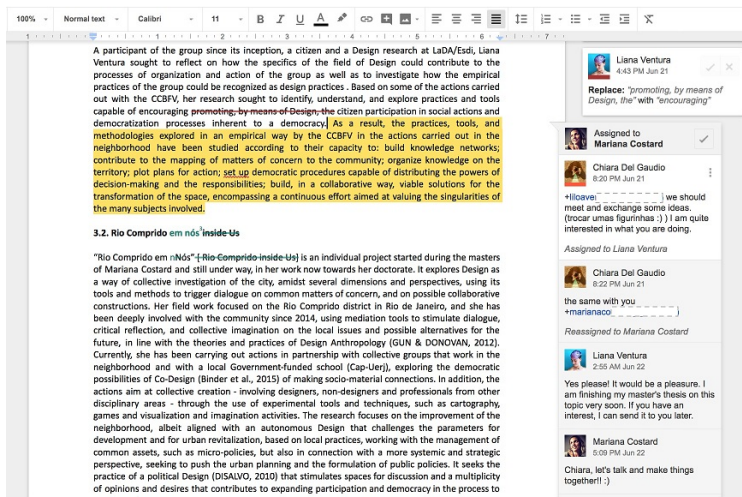 100% Normal text Calibri 11 B I U A
1 1 2 3 4 5 6 7
A participant of the group since its inception, a citizen and a Design research at LaDA/Esdi, Liana
Ventura sought to reflect on how the specifics of the field of Design could contribute to the
processes of organization and action of the group as well as to investigate how the empirical
practices of the group could be recognized as design practices . Based on some of the actions carried
out with the CCBFV, her research sought to identify, understand, and explore practices and tools
capable of encouraging promoting, by means of Design, the citizen participation in social actions and
democratization processes inherent to a democracy. As a result, the practices, tools, and
methodologies explored in an empirical way by the CCBFV in the actions carried out in the
neighborhood have been studied according to their capacity to: build knowledge networks;
contribute to the mapping of matters of concern to the community; organize knowledge on the
territory; plot plans for action; set up democratic procedures capable of distributing the powers of
decision-making and the responsibilities; build, in a collaborative way, viable solutions for the
transformation of the space, encompassing a continuous effort aimed at valuing the singularities of
the many subjects involved.
3.2. Rio Comprido em nós³inside Us
"Rio Comprido em nNós" [ Rio Comprido inside Us] is an individual project started during the masters
of Mariana Costard and still under way, in her work now towards her doctorate. It explores Design as
a way of collective investigation of the city, amidst several dimensions and perspectives, using its
tools and methods to trigger dialogue on common matters of concern, and on possible collaborative
constructions. Her field work focused on the Rio Comprido district in Rio de Janeiro, and she has
been deeply involved with the community since 2014, using mediation tools to stimulate dialogue,
critical reflection, and collective imagination on the local issues and possible alternatives for the
future, in line with the theories and practices of Design Anthropology (GUN & DONOVAN, 2012).
Currently, she has been carrying out actions in partnership with collective groups that work in the
neighborhood and with a local Government-funded school (Cap-Uerj), exploring the democratic
possibilities of Co-Design (Binder et al., 2015) of making socio-material connections. In addition, the
actions aim at collective creation - involving designers, non-designers and professionals from other
disciplinary areas - through the use of experimental tools and techniques, such as cartography,
games and visualization and imagination activities. The research focuses on the improvement of the
neighborhood, albeit aligned with an autonomous Design that challenges the parameters for
development and for urban revitalization, based on local practices, working with the management of
common assets, such as micro-policies, but also in connection with a more systemic and strategic
perspective, seeking to push the urban planning and the formulation of public policies. It seeks the
practice of a political Design (DISALVO, 2010) that stimulates spaces for discussion and a multiplicity
of opinions and desires that contributes to expanding participation and democracy in the process to
Liana Ventura
4:43 PM Jun 21
Replace: "promoting, by means of
Design, the" with "encouraging"
Assigned to
Mariana Costard
Chiara Del Gaudio
8:20 PM Jun 21
+liloave we should
meet and exchange some ideas.
(trocar umas figurinhas :) ) I am quite
interested in what you are doing.
Assigned to Liana Ventura
Chiara Del Gaudio
8:22 PM Jun 21
the same with you
+marianaco
Reassigned to Mariana Costard
Liana Ventura
2:55 AM Jun 22
Yes please! It would be a pleasure. I
am finishing my master's thesis on this
topic very soon. If you have an
interest, I can send it to you later.
Mariana Costard
5:09 PM Jun 22
Chiara, let's talk and make things
together!! :)